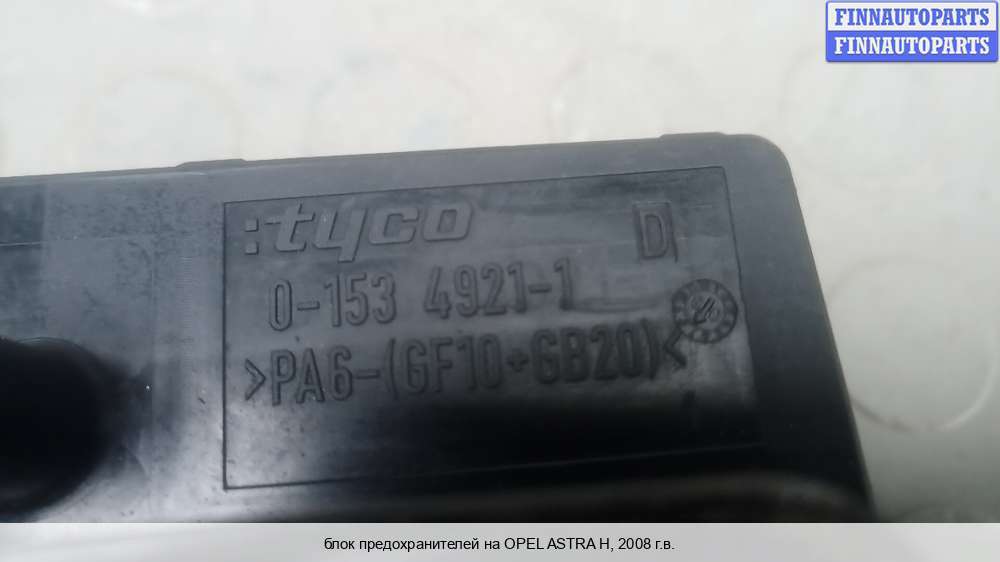 FINNAUTOPARTS
FINNAUTOPARTS
:tyco
D
0-153 4921-1
>PA6-(GF10+GB20)<
блок предохранителей на OPEL ASTRA H, 2008 г.в.